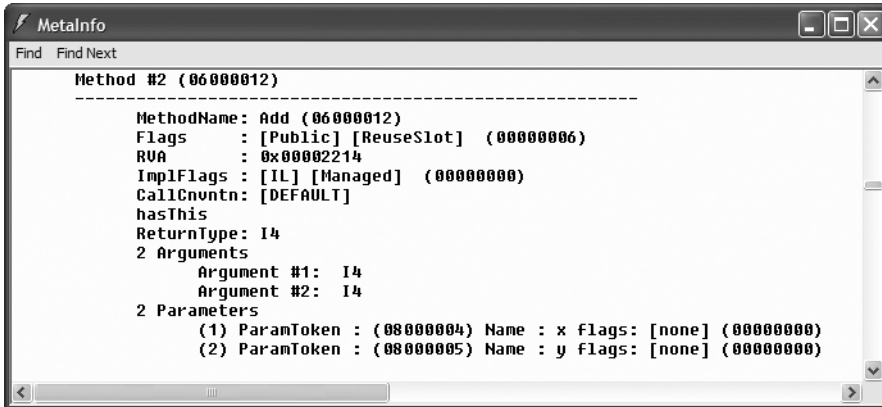 MetaInfo
Find Find Next
Method #2 (06000012)
-------------------------------------------------------
MethodName: Add (06000012)
Flags : [Public] [ReuseSlot] (00000006)
RVA : 0x00002214
ImplFlags : [IL] [Managed] (00000000)
CallCnvntn: [DEFAULT]
hasThis
ReturnType: I4
2 Arguments
Argument #1: I4
Argument #2: I4
2 Parameters
(1) ParamToken : (08000004) Name : x flags: [none] (00000000)
(2) ParamToken : (08000005) Name : y flags: [none] (00000000)